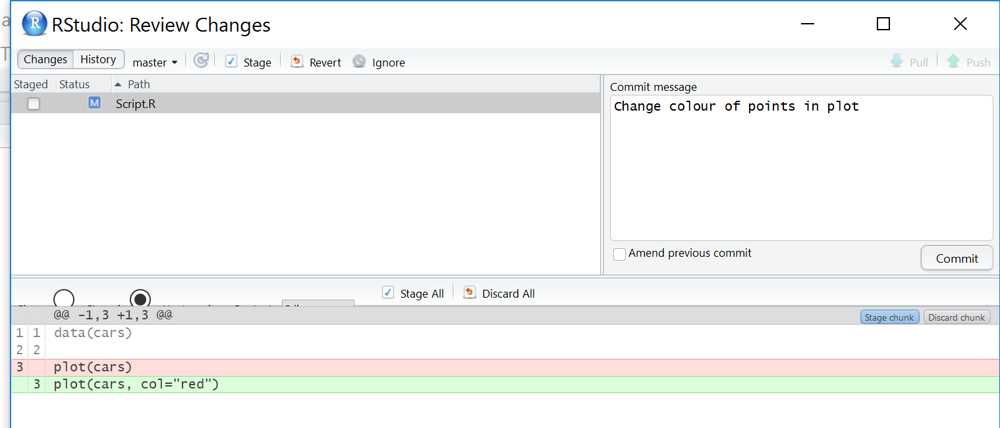 RStudio: Review Changes
Changes History master Stage Revert Ignore Pull Push
Staged Status Path
M Script.R
Commit message
Change colour of points in plot
Amend previous commit
Commit
Stage All Discard All
@@ -1,3 +1,3 @@ Stage chunk Discard chunk
1 1 data(cars)
2 2
3 plot(cars)
3 plot(cars, col="red")